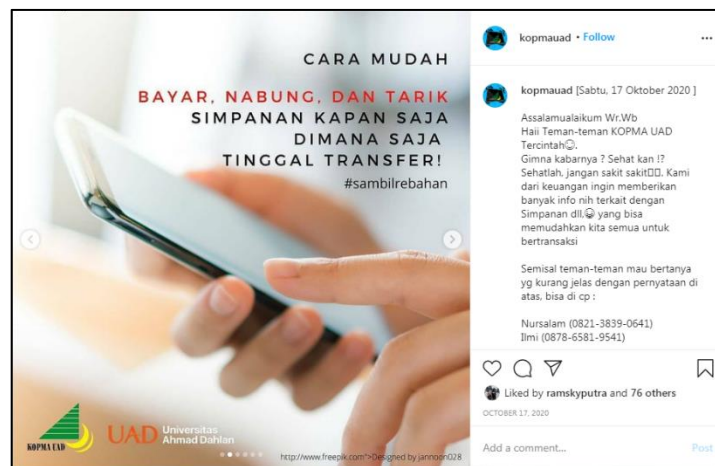 CARA MUDAH
BAYAR, NABUNG, DAN TARIK
SIMPANAN KAPAN SAJA
DIMANA SAJA
TINGGAL TRANSFER!
#sambilrebahan
KOPMA UAD
UAD Universitas
Ahmad Dahlan
http://www.freepik.com">Designed by jannoon028
kopmauad • Follow
kopmauad [Sabtu, 17 Oktober 2020 ]
Assalamualaikum Wr.Wb
Haii Teman-teman KOPMA UAD
Tercintah☺.
Gimna kabarnya ? Sehat kan !?
Sehatlah, jangan sakit sakit▯▯. Kami
dari keuangan ingin memberikan
banyak info nih terkait dengan
Simpanan dll.😀 yang bisa
memudahkan kita semua untuk
bertransaksi
Semisal teman-teman mau bertanya
yg kurang jelas dengan pernyataan di
atas, bisa di cp :
Nursalam (0821-3839-0641)
Ilmi (0878-6581-9541)
Liked by ramskyputra and 76 others
OCTOBER 17, 2020
Add a comment...
Post